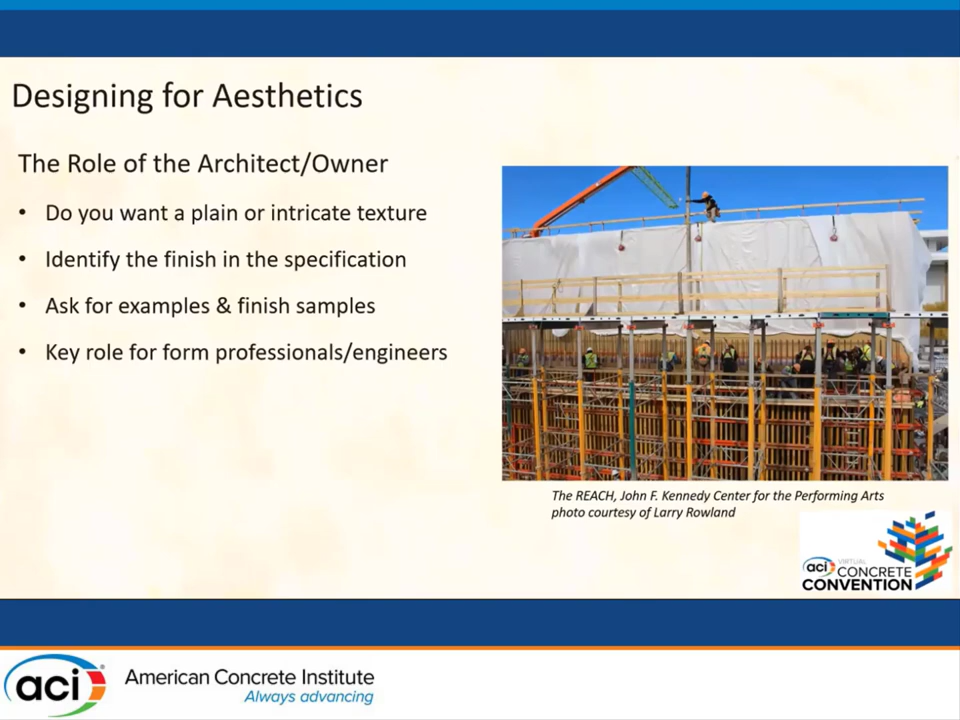 Designing for Aesthetics
The Role of the Architect/Owner
• Do you want a plain or intricate texture
• Identify the finish in the specification
• Ask for examples & finish samples
• Key role for form professionals/engineers
The REACH, John F. Kennedy Center for the Performing Arts
photo courtesy of Larry Rowland
aci VIRTUAL
CONCRETE
CONVENTION
aci®
American Concrete Institute
Always advancing